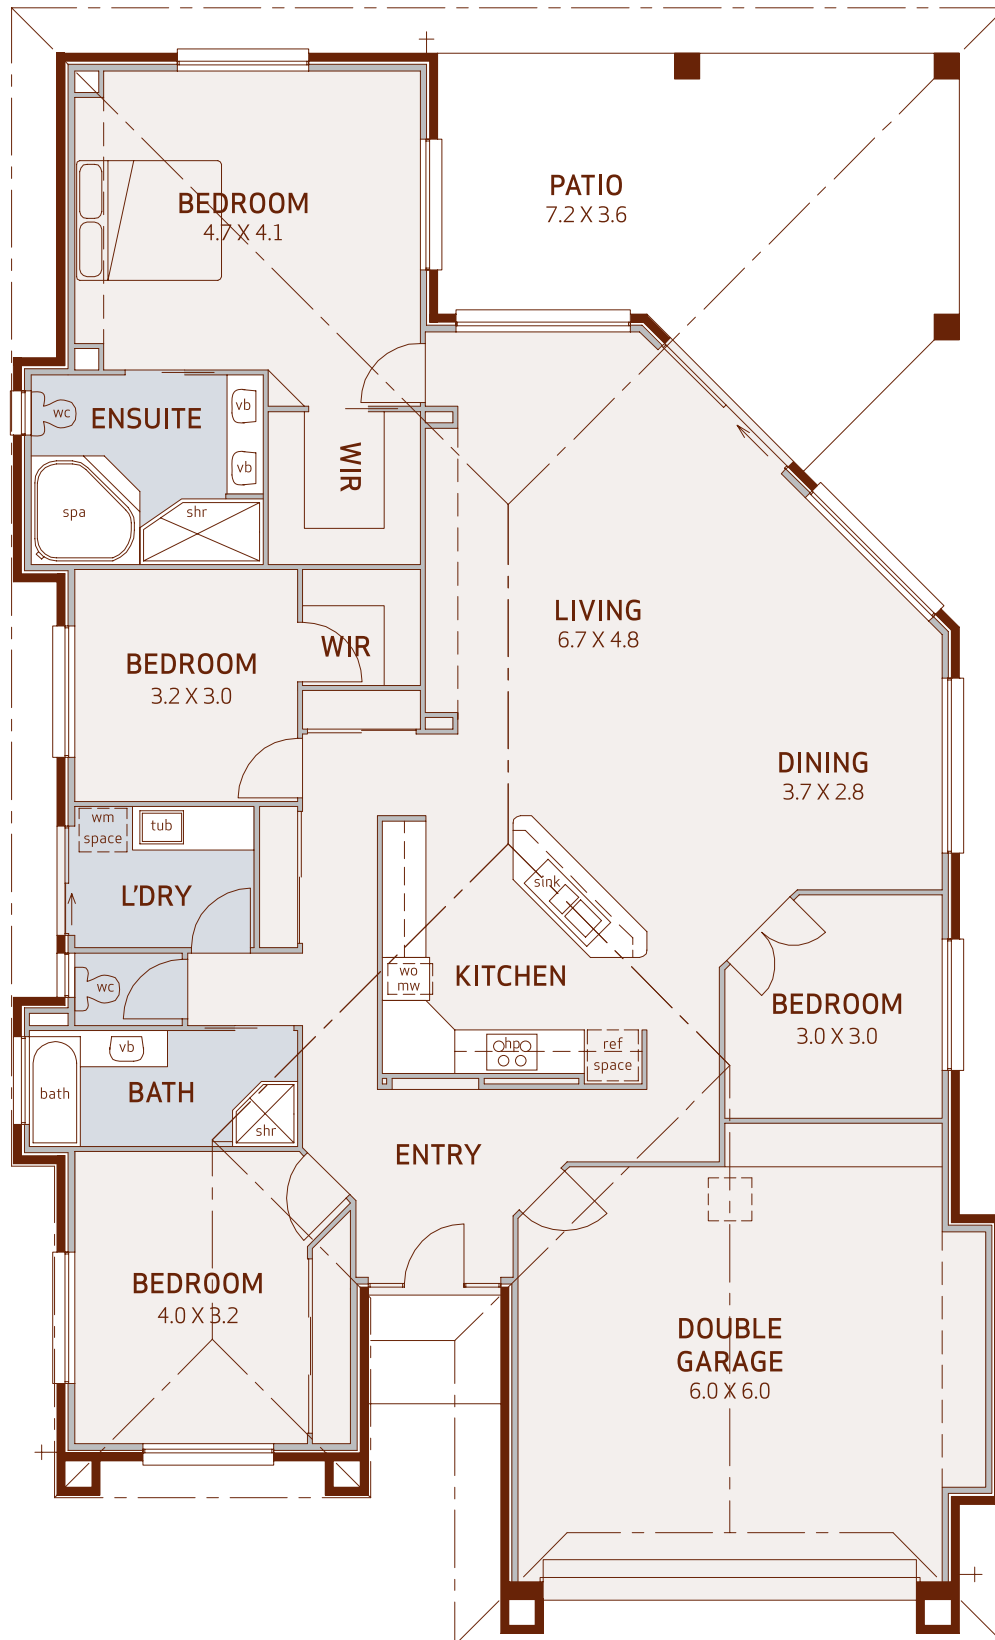 BEDROOM
4.7 X 4.1
PATIO
7.2 X 3.6
ENSUITE
wc
vb
vb
spa
shr
WIR
LIVING
6.7 X 4.8
BEDROOM
3.2 X 3.0
WIR
DINING
3.7 X 2.8
wm
space
tub
L'DRY
sink
KITCHEN
wo
mw
wc
BEDROOM
3.0 X 3.0
hp
ref
space
vb
bath
BATH
shr
ENTRY
BEDROOM
4.0 X 3.2
DOUBLE
GARAGE
6.0 X 6.0